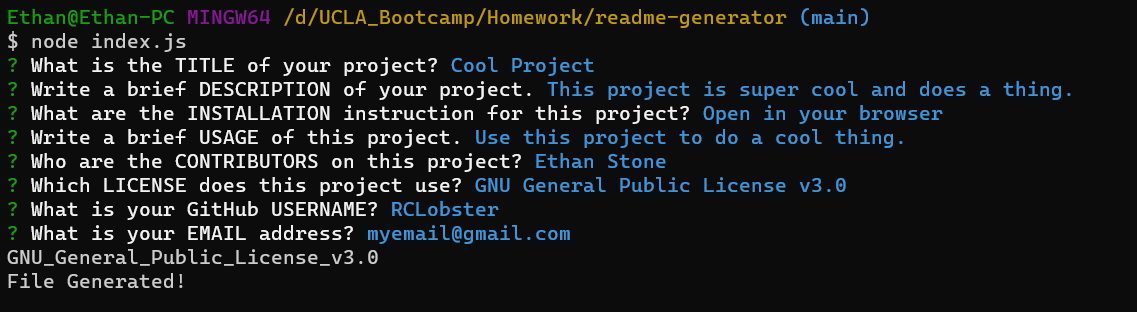 Ethan@Ethan-PC MINGW64 /d/UCLA_Bootcamp/Homework/readme-generator (main)
$ node index.js
? What is the TITLE of your project? Cool Project
? Write a brief DESCRIPTION of your project. This project is super cool and does a thing.
? What are the INSTALLATION instruction for this project? Open in your browser
? Write a brief USAGE of this project. Use this project to do a cool thing.
? Who are the CONTRIBUTORS on this project? Ethan Stone
? Which LICENSE does this project use? GNU General Public License v3.0
? What is your GitHub USERNAME? RCLobster
? What is your EMAIL address? myemail@gmail.com
GNU_General_Public_License_v3.0
File Generated!